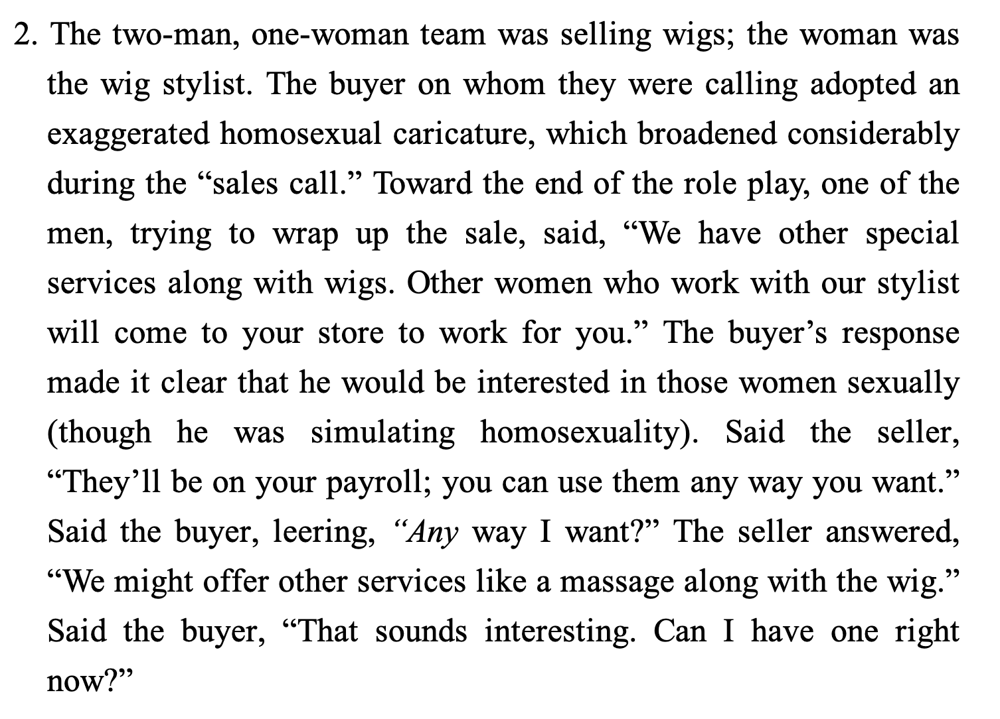 2. The two-man, one-woman team was selling wigs; the woman was
the wig stylist. The buyer on whom they were calling adopted an
exaggerated homosexual caricature, which broadened considerably
during the “sales call.” Toward the end of the role play, one of the
men, trying to wrap up the sale, said, “We have other special
services along with wigs. Other women who work with our stylist
will come to your store to work for you.” The buyer’s response
made it clear that he would be interested in those women sexually
(though he was simulating homosexuality). Said the seller,
“They’ll be on your payroll; you can use them any way you want.”
Said the buyer, leering, “Any way I want?” The seller answered,
“We might offer other services like a massage along with the wig.”
Said the buyer, “That sounds interesting. Can I have one right
now?”